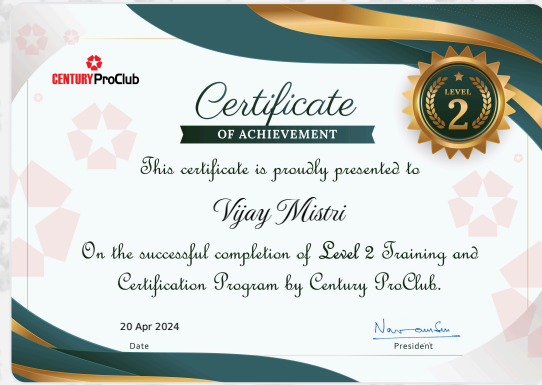 CENTURY ProClub
LEVEL
2
Certificate
OF ACHIEVEMENT
This certificate is proudly presented to
Vijay Mistri
On the successful completion of Level 2 Training and
Certification Program by Century ProClub.
20 Apr 2024
Date
President